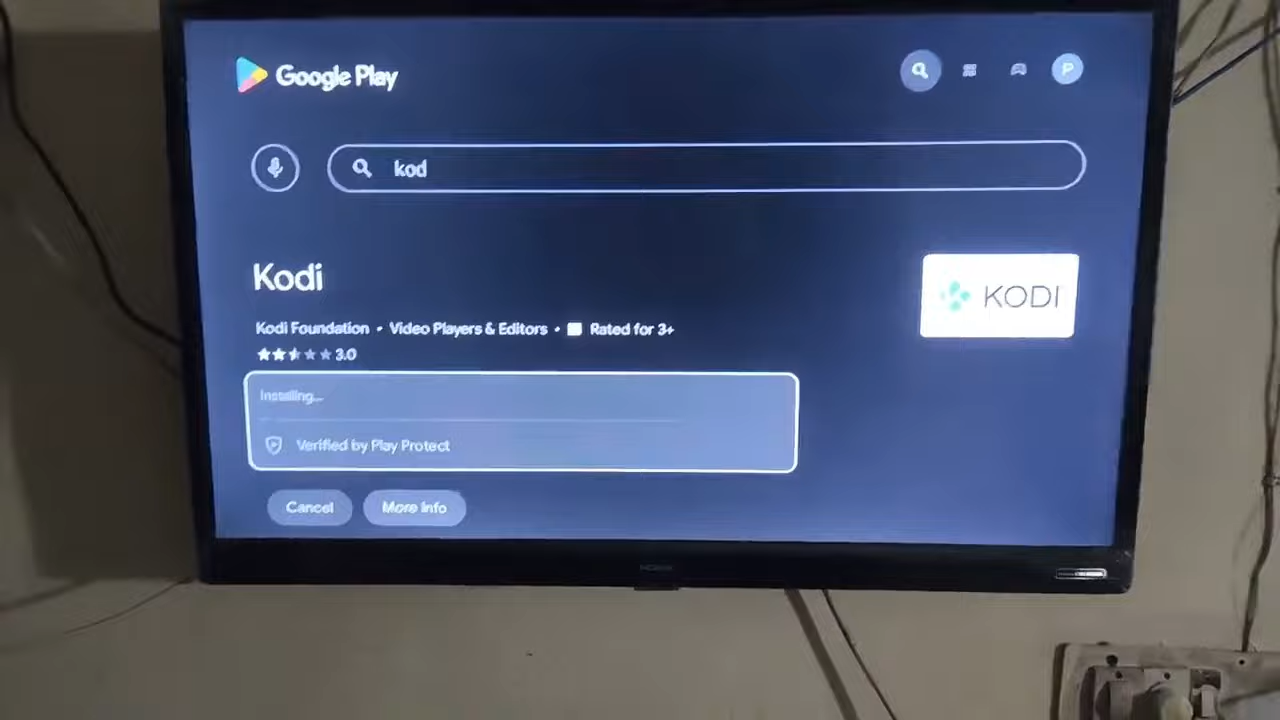 Google Play
P
kod
Kodi
Kodi Foundation • Video Players & Editors • Rated for 3+
3.0
KODI
Installing...
Verified by Play Protect
Cancel
More info
NOKIA